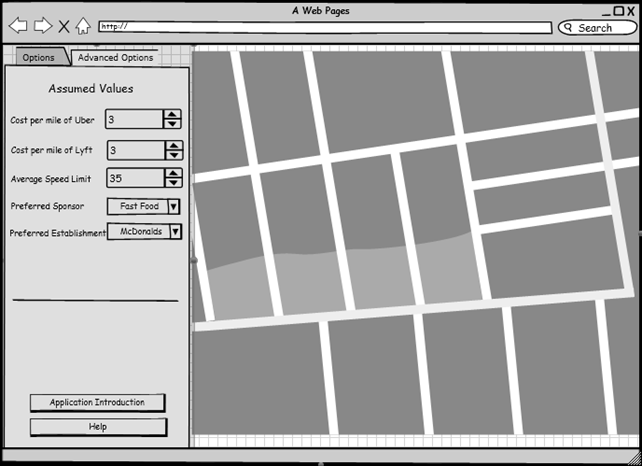 A Web Pages
http://
Search
Options
Advanced Options
Assumed Values
Cost per mile of Uber 3
Cost per mile of Lyft 3
Average Speed Limit 35
Preferred Sponsor Fast Food
Preferred Establishment McDonalds
Application Introduction
Help